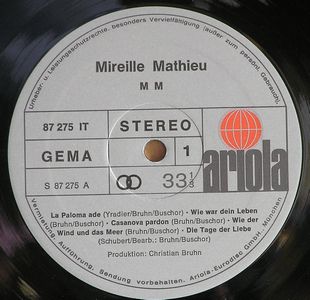 Urheber- u. Leistungsschutzrechte, besonders Vervielfältigung (außer zum persönl. Gebrauch),
Mireille Mathieu
M M
87 275 IT
STEREO
GEMA
1
ariola
S 87 275 A
33 1/3
La Paloma ade (Yradier/Bruhn/Buschor) · Wie war dein Leben
(Bruhn/Buschor) · Casanova pardon (Bruhn/Buschor) · Wie der
Wind und das Meer (Bruhn/Buschor) · Die Tage der Liebe
(Schubert/Bearb.: Bruhn/Buschor)
Produktion: Christian Bruhn
Vermietung, Aufführung, Sendung vorbehalten. Ariola-Eurodisc GmbH, München